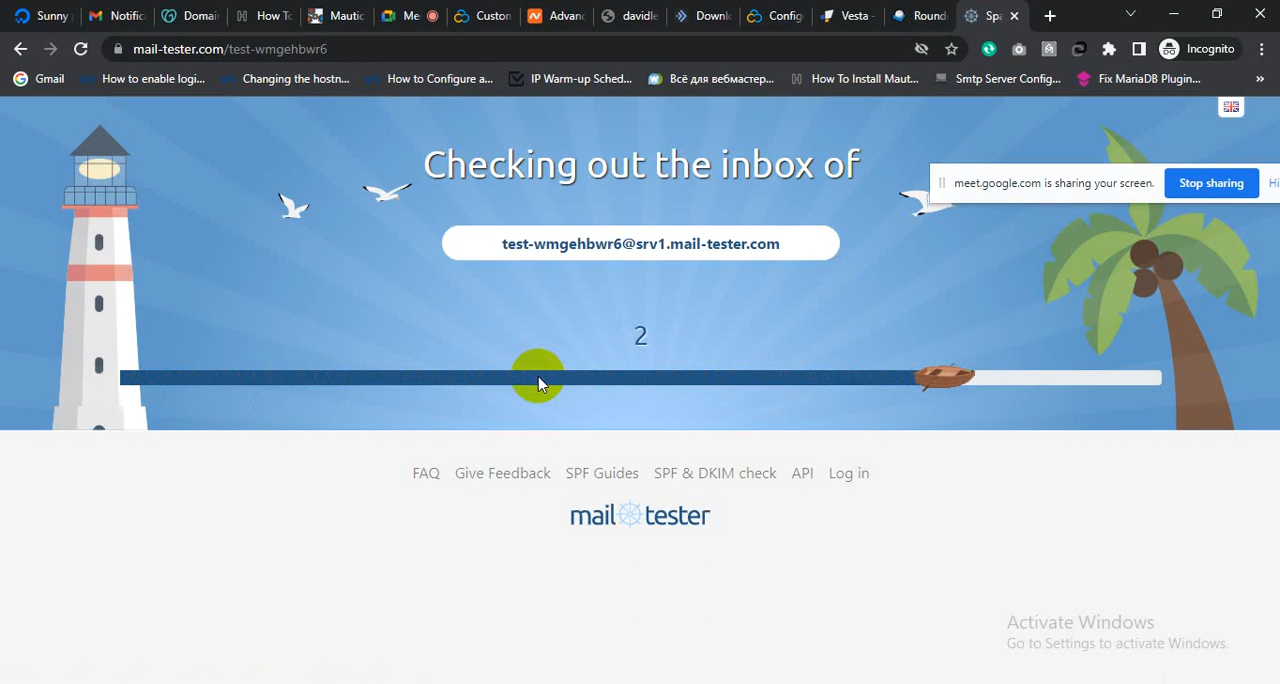 Sunny
Notific
Domai
How To
Mautic
Me
Custon
Advanc
davidle
Downlo
Config
Vesta -
Round
Spa
mail-tester.com/test-wmgehbwr6
Incognito
Gmail
How to enable logi...
Changing the hostn...
How to Configure a...
IP Warm-up Sched...
Всё для вебмастер...
How To Install Maut...
Smtp Server Config...
Fix MariaDB Plugin...
»
Checking out the inbox of
meet.google.com is sharing your screen.
Stop sharing
Hi
test-wmgehbwr6@srv1.mail-tester.com
2
FAQ Give Feedback SPF Guides SPF & DKIM check API Log in
mail tester
Activate Windows
Go to Settings to activate Windows.